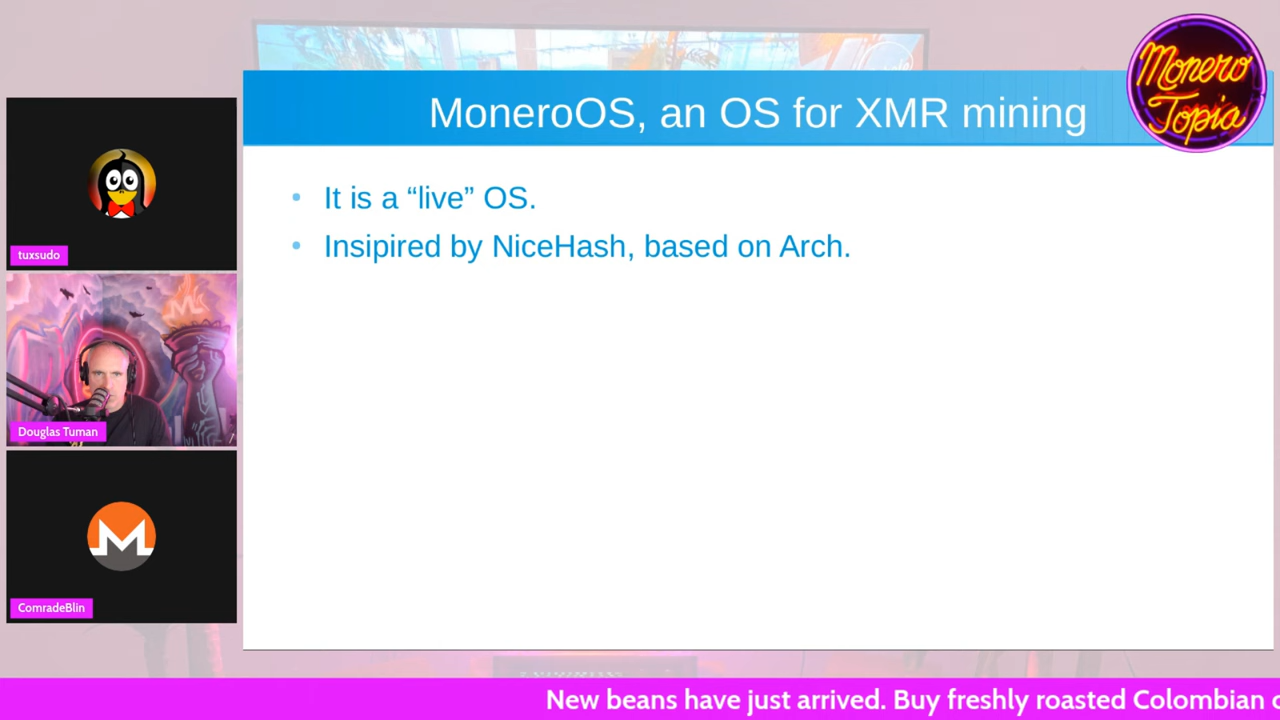 MoneroOS, an OS for XMR mining
Monero
Topia
It is a “live” OS.
Insipired by NiceHash, based on Arch.
tuxsudo
Douglas Tuman
ComradeBlin
New beans have just arrived. Buy freshly roasted Colombian